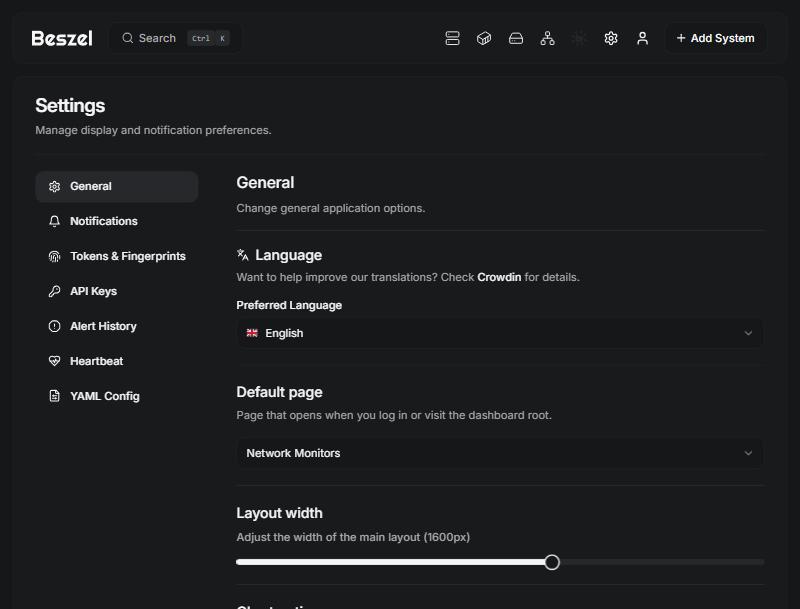 Beszel
Search Ctrl K
Add System
Settings
Manage display and notification preferences.
General
Notifications
Tokens & Fingerprints
API Keys
Alert History
Heartbeat
YAML Config
General
Change general application options.
Language
Want to help improve our translations? Check Crowdin for details.
Preferred Language
English
Default page
Page that opens when you log in or visit the dashboard root.
Network Monitors
Layout width
Adjust the width of the main layout (1600px)